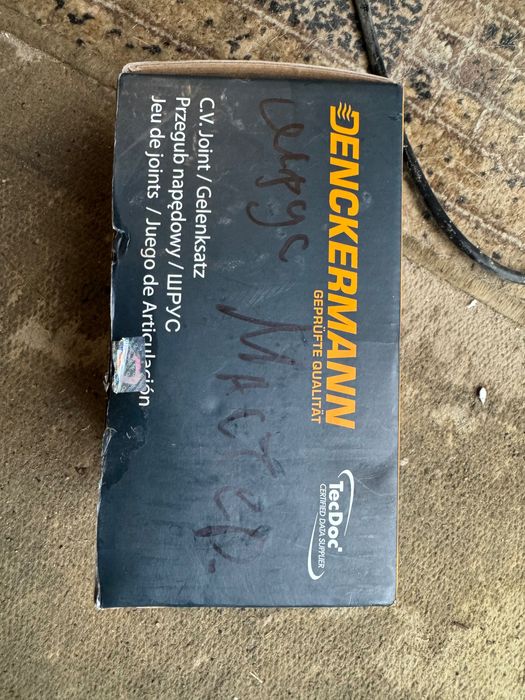 DENCKERMANN
GEPRÜFTE QUALITÄT
TecDoc®
CERTIFIED DATA SUPPLIER
шрус Мастер.
C.V. Joint / Gelenksatz
Przegub napędowy / ШРУС
Jeu de joints / Juego de Articulación